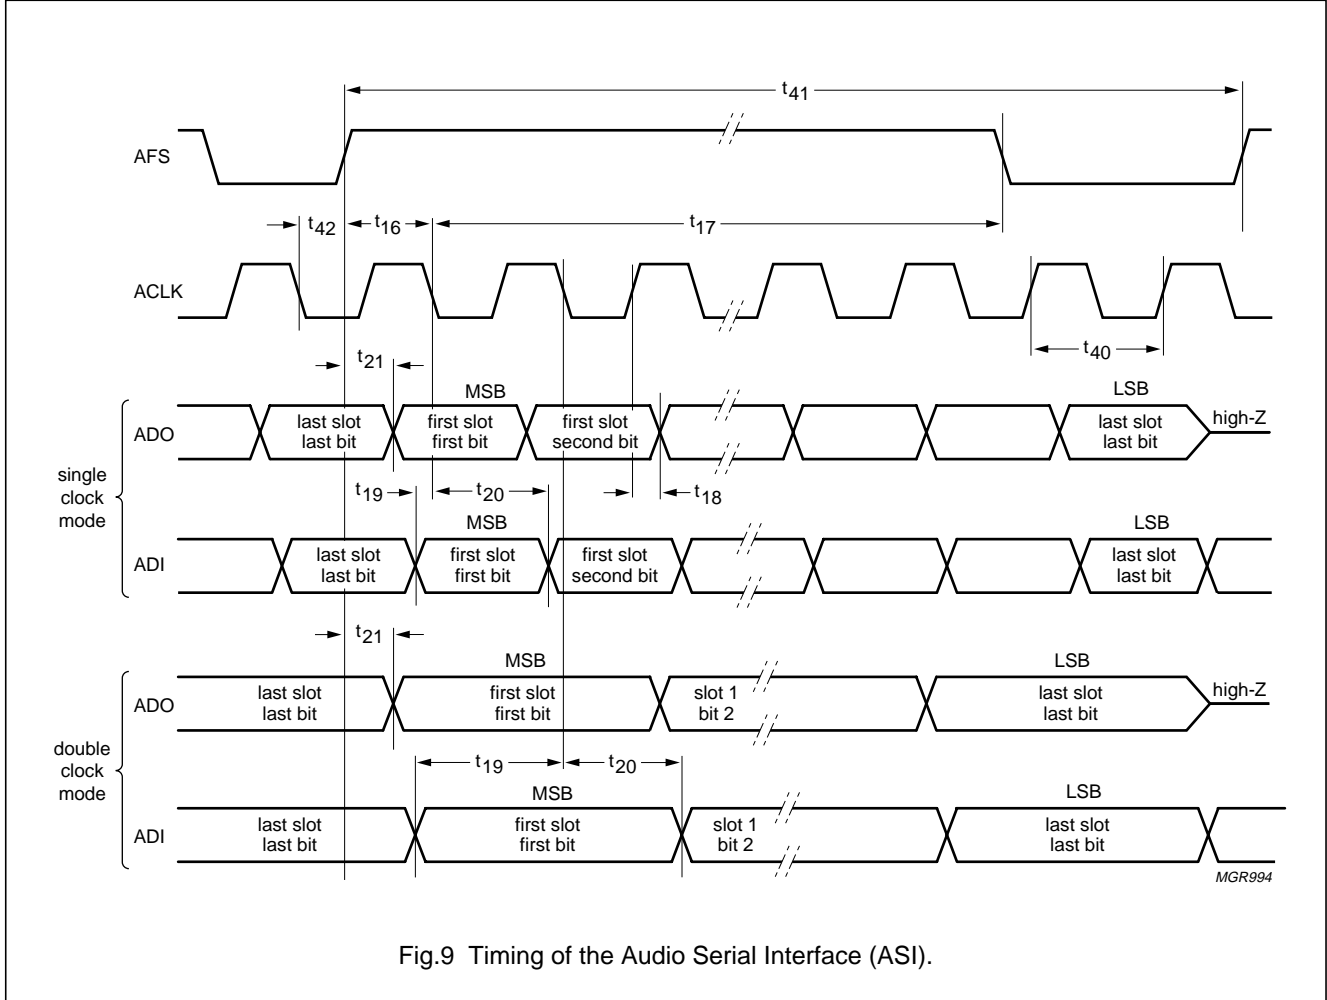 t41
AFS
t42
t16
t17
ACLK
t40
t21
MSB
LSB
ADO
last slot
last bit
first slot
first bit
first slot
second bit
last slot
last bit
high-Z
single
clock
mode
t19
t20
t18
MSB
LSB
ADI
last slot
last bit
first slot
first bit
first slot
second bit
last slot
last bit
t21
MSB
LSB
ADO
last slot
last bit
first slot
first bit
slot 1
bit 2
last slot
last bit
high-Z
double
clock
mode
t19
t20
MSB
LSB
ADI
last slot
last bit
first slot
first bit
slot 1
bit 2
last slot
last bit
MGR994
Fig.9 Timing of the Audio Serial Interface (ASI).